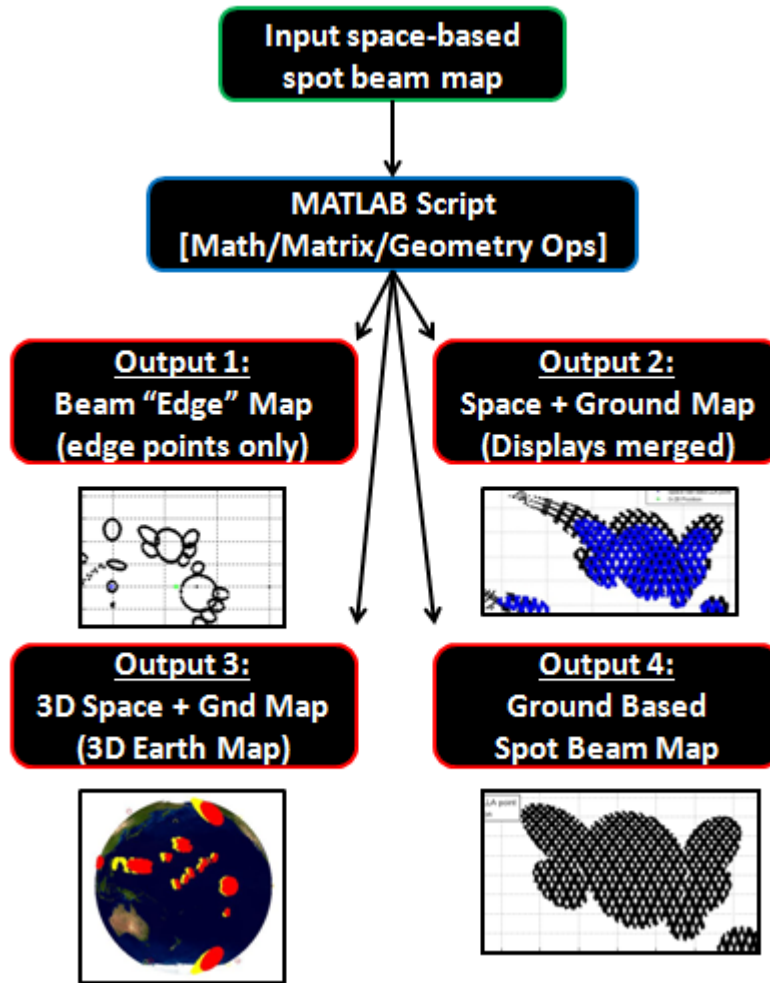 Input space-based
spot beam map
MATLAB Script
[Math/Matrix/Geometry Ops]
Output 1:
Beam “Edge” Map
(edge points only)
Output 2:
Space + Ground Map
(Displays merged)
Output 3:
3D Space + Gnd Map
(3D Earth Map)
Output 4:
Ground Based
Spot Beam Map
LLA point